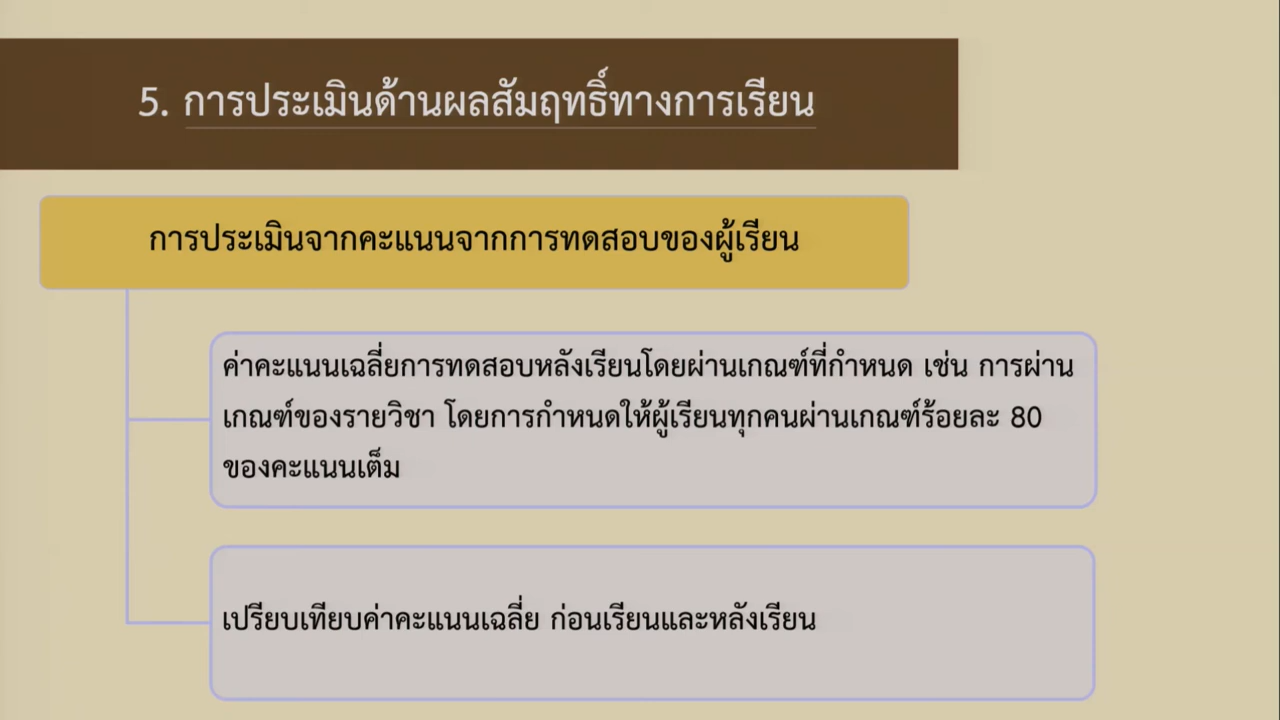 5. การประเมินด้านผลสัมฤทธิ์ทางการเรียน
การประเมินจากคะแนนจากการทดสอบของผู้เรียน
ค่าคะแนนเฉลี่ยการทดสอบหลังเรียนโดยผ่านเกณฑ์ที่กำหนด เช่น การผ่าน
เกณฑ์ของรายวิชา โดยการกำหนดให้ผู้เรียนทุกคนผ่านเกณฑ์ร้อยละ 80
ของคะแนนเต็ม
เปรียบเทียบค่าคะแนนเฉลี่ย ก่อนเรียนและหลังเรียน